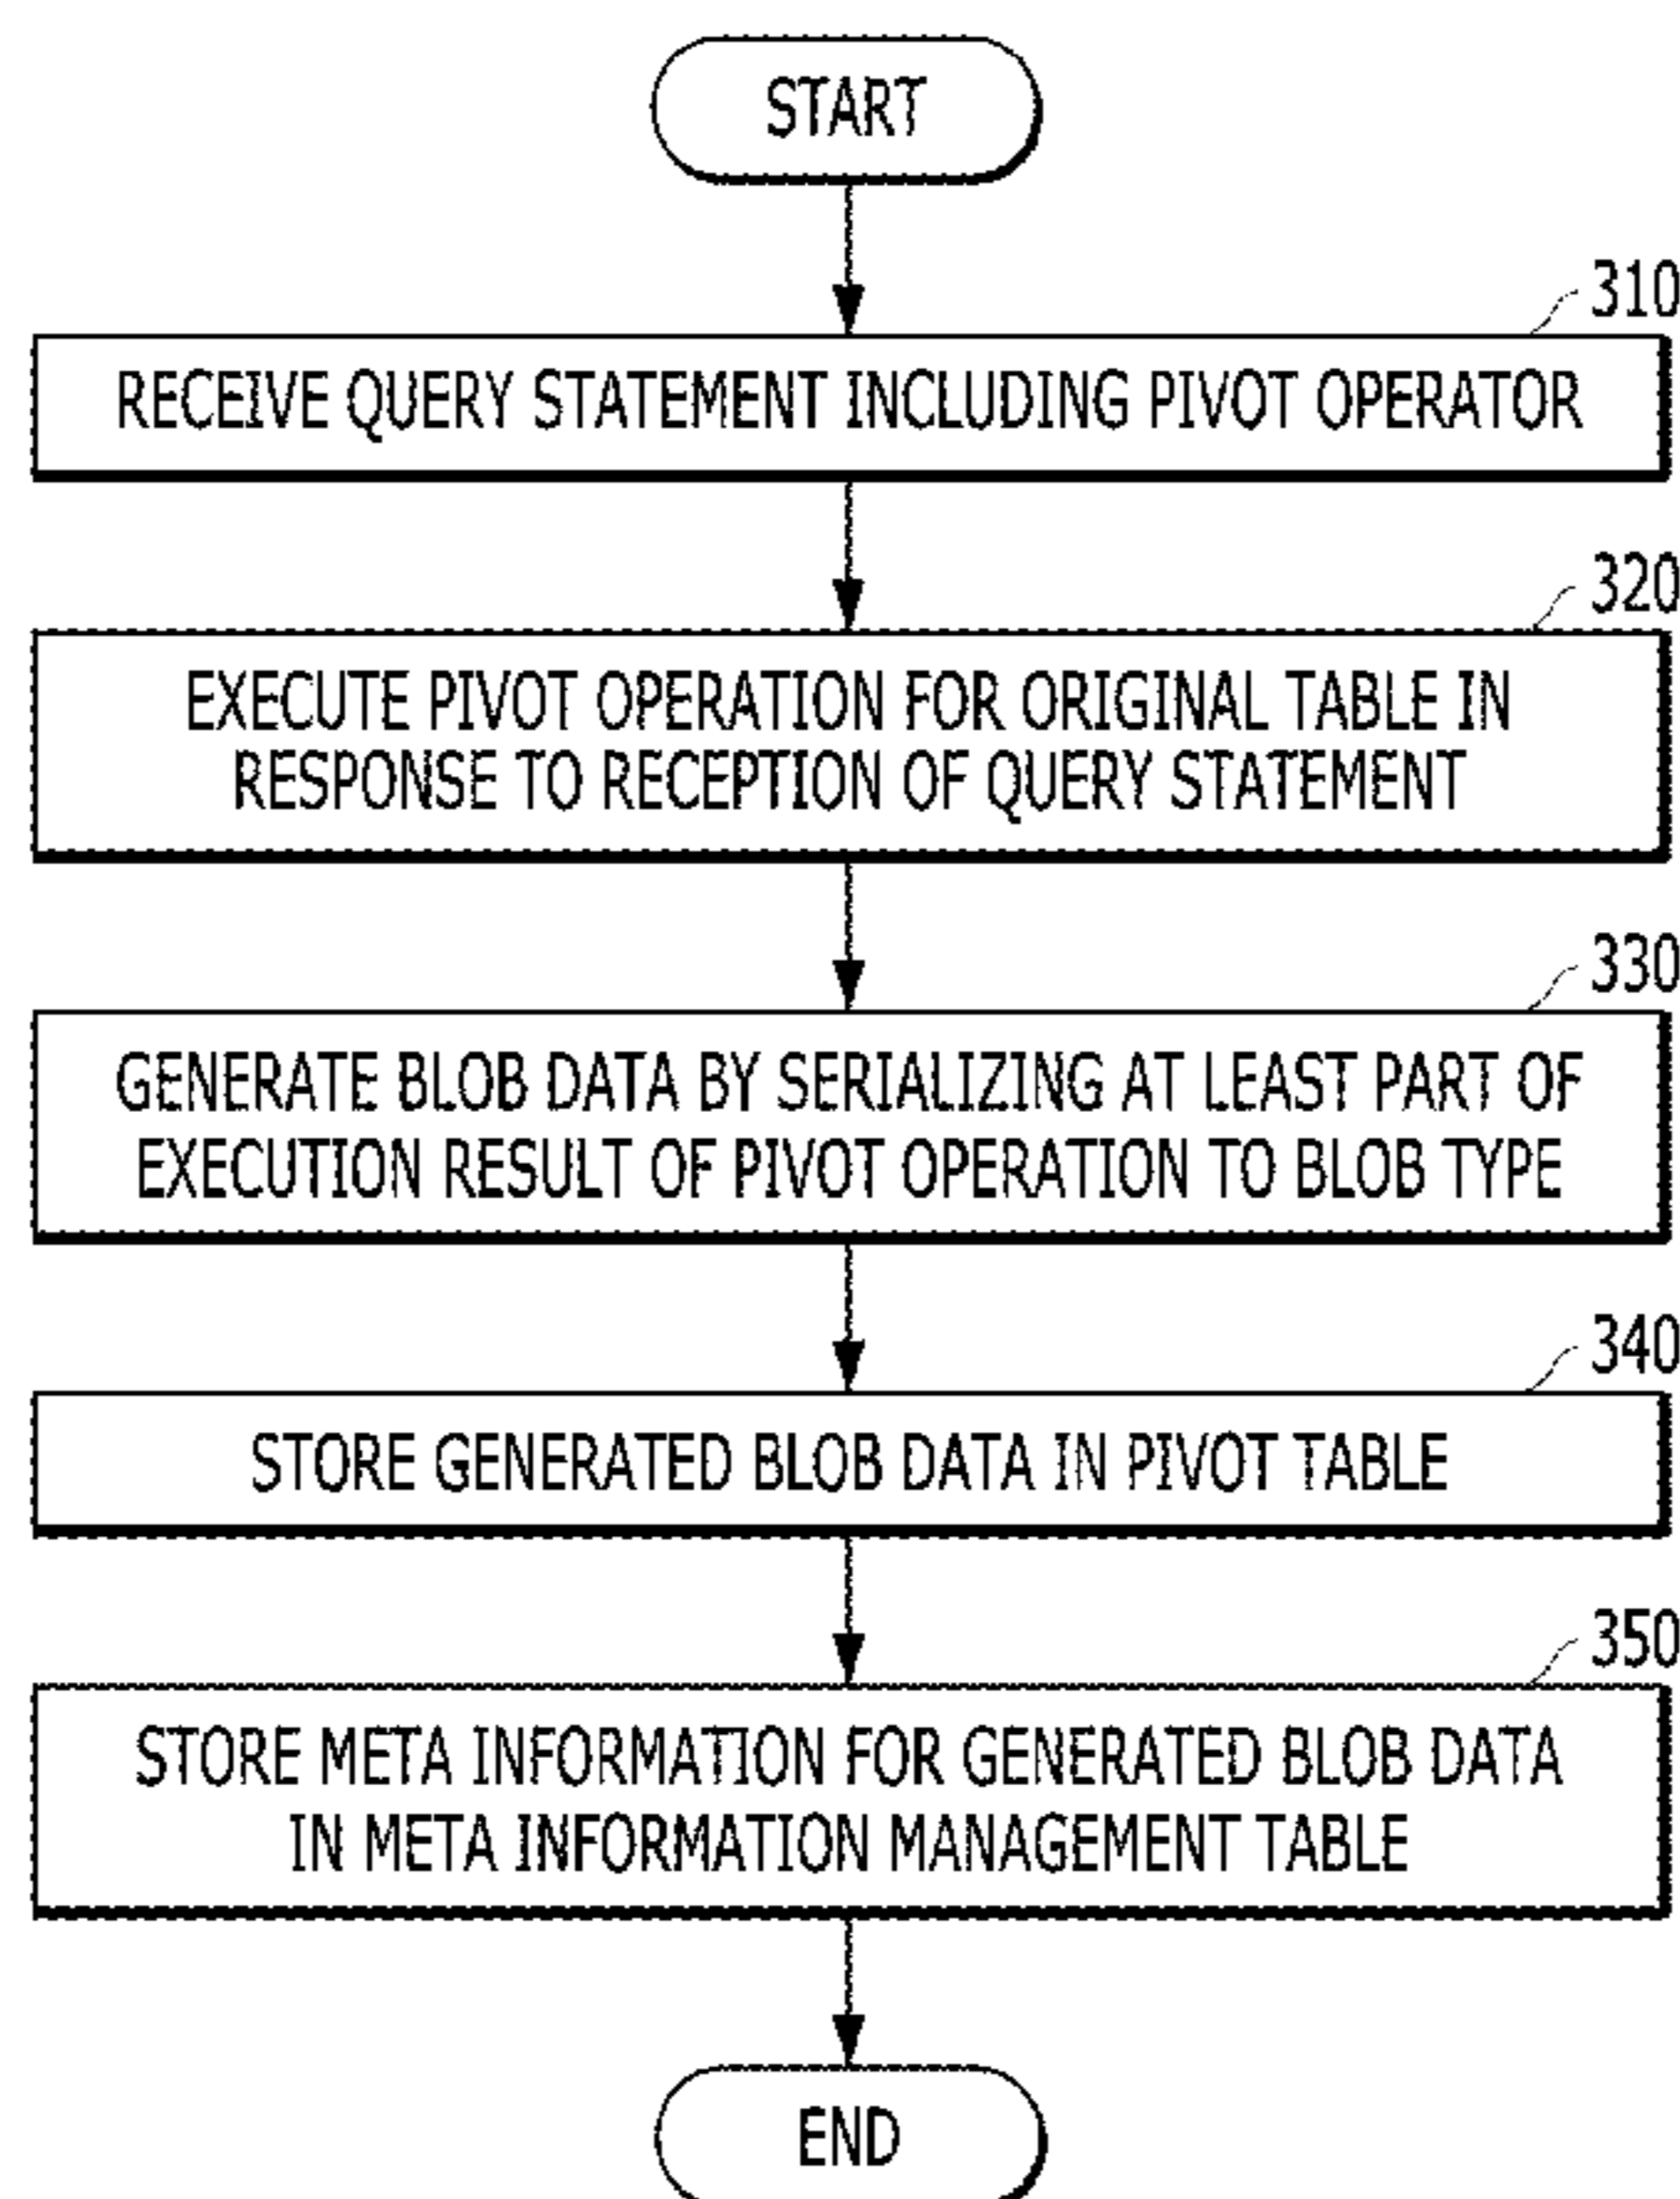 START
310
RECEIVE QUERY STATEMENT INCLUDING PIVOT OPERATOR
320
EXECUTE PIVOT OPERATION FOR ORIGINAL TABLE IN
RESPONSE TO RECEPTION OF QUERY STATEMENT
330
GENERATE BLOB DATA BY SERIALIZING AT LEAST PART OF
EXECUTION RESULT OF PIVOT OPERATION TO BLOB TYPE
340
STORE GENERATED BLOB DATA IN PIVOT TABLE
350
STORE META INFORMATION FOR GENERATED BLOB DATA
IN META INFORMATION MANAGEMENT TABLE
END